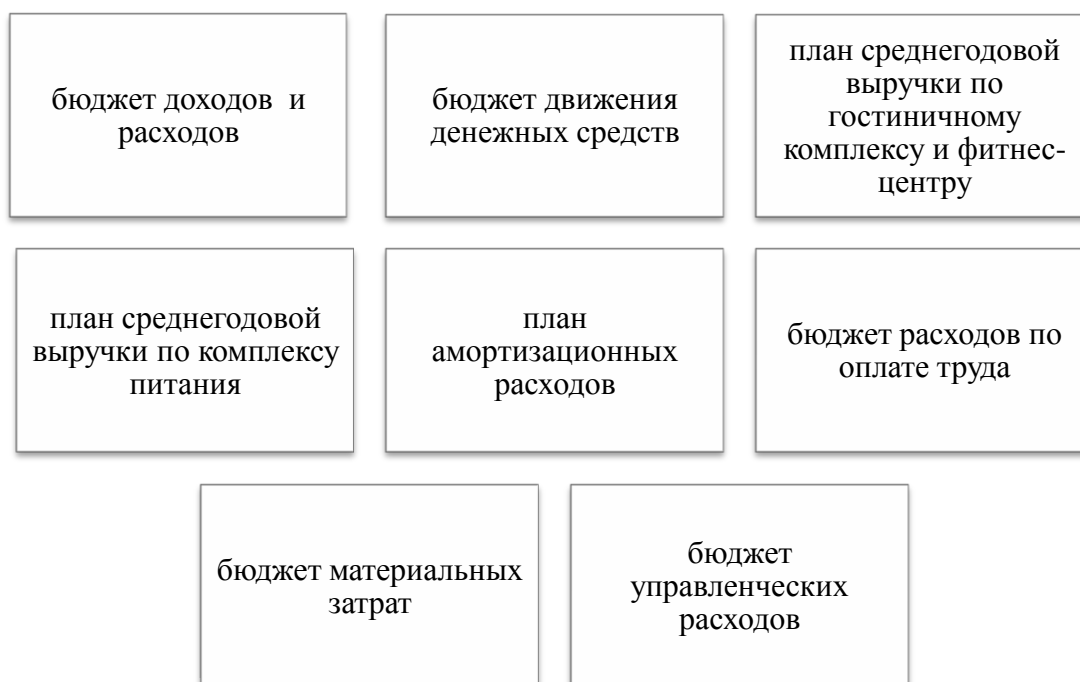 бюджет доходов и
расходов
бюджет движения
денежных средств
план среднегодовой
выручки по
гостиничному
комплексу и фитнес-
центру
план среднегодовой
выручки по комплексу
питания
план
амортизационных
расходов
бюджет расходов по
оплате труда
бюджет материальных
затрат
бюджет
управленческих
расходов